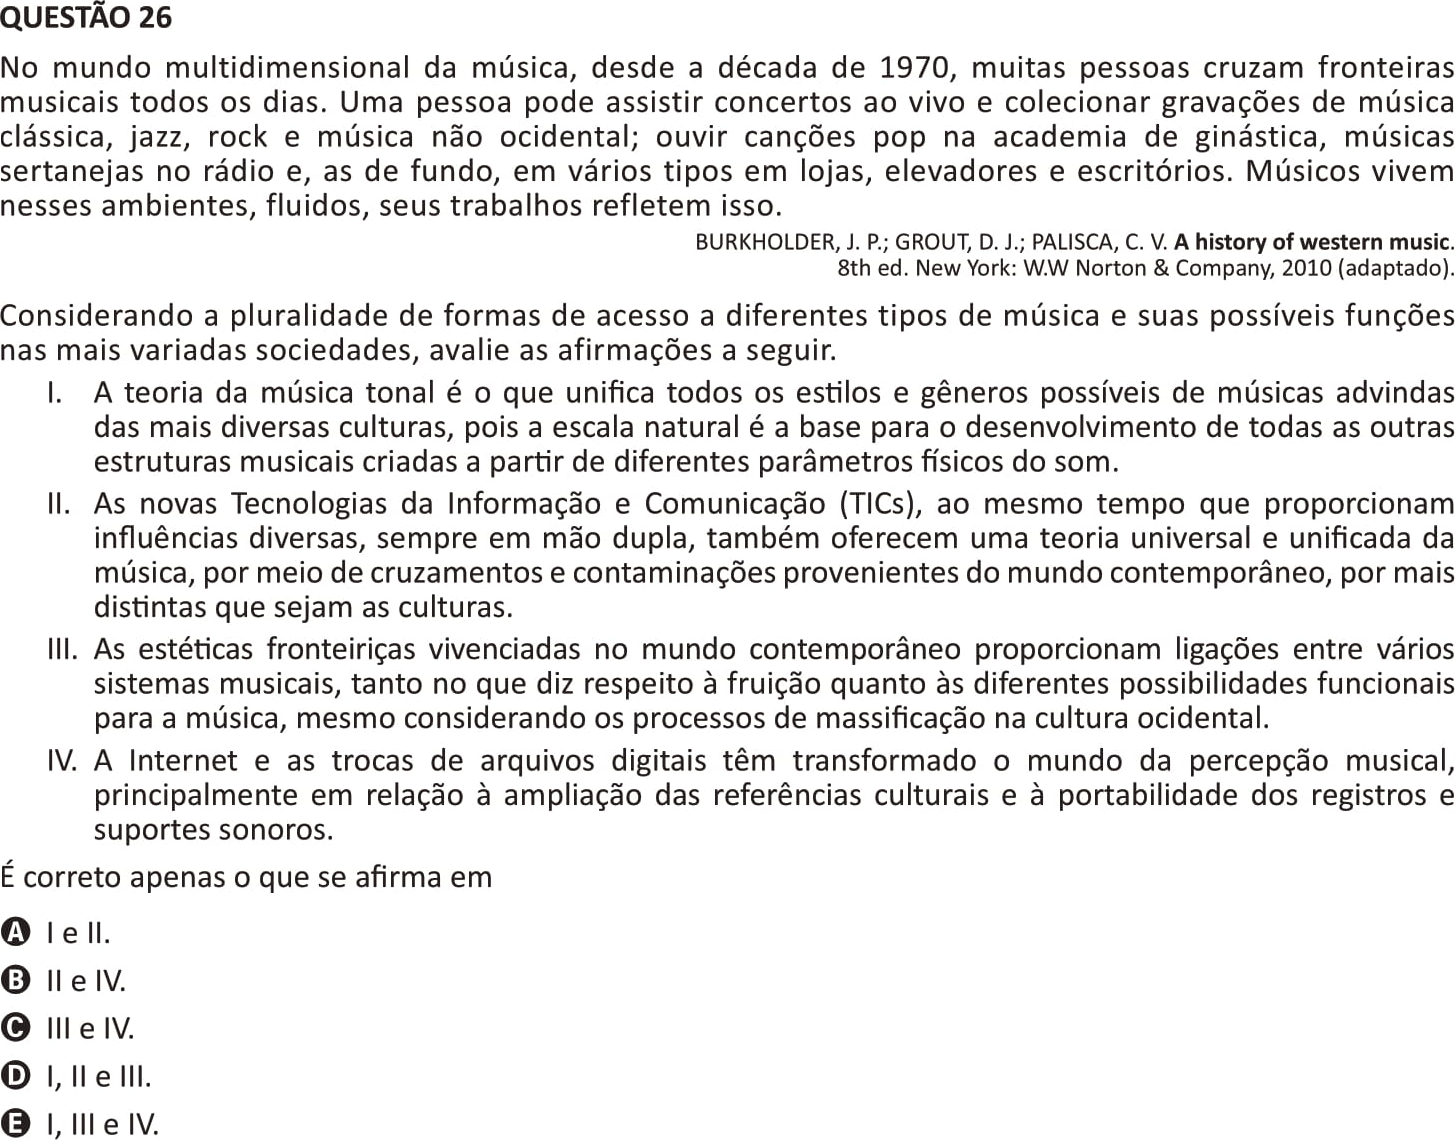 QUESTÃO 26
No mundo multidimensional da música, desde a década de 1970, muitas pessoas cruzam fronteiras
musicais todos os dias. Uma pessoa pode assistir concertos ao vivo e colecionar gravações de música
clássica, jazz, rock e música não ocidental; ouvir canções pop na academia de ginástica, músicas
sertanejas no rádio e, as de fundo, em vários tipos em lojas, elevadores e escritórios. Músicos vivem
nesses ambientes, fluidos, seus trabalhos refletem isso.
BURKHOLDER, J. P.; GROUT, D. J.; PALISCA, C. V. A history of western music.
8th ed. New York: W.W Norton & Company, 2010 (adaptado).
Considerando a pluralidade de formas de acesso a diferentes tipos de música e suas possíveis funções
nas mais variadas sociedades, avalie as afirmações a seguir.
I. A teoria da música tonal é o que unifica todos os estilos e gêneros possíveis de músicas advindas
das mais diversas culturas, pois a escala natural é a base para o desenvolvimento de todas as outras
estruturas musicais criadas a partir de diferentes parâmetros físicos do som.
II. As novas Tecnologias da Informação e Comunicação (TICs), ao mesmo tempo que proporcionam
influências diversas, sempre em mão dupla, também oferecem uma teoria universal e unificada da
música, por meio de cruzamentos e contaminações provenientes do mundo contemporâneo, por mais
distintas que sejam as culturas.
III. As estéticas fronteiriças vivenciadas no mundo contemporâneo proporcionam ligações entre vários
sistemas musicais, tanto no que diz respeito à fruição quanto às diferentes possibilidades funcionais
para a música, mesmo considerando os processos de massificação na cultura ocidental.
IV. A Internet e as trocas de arquivos digitais têm transformado o mundo da percepção musical,
principalmente em relação à ampliação das referências culturais e à portabilidade dos registros e
suportes sonoros.
É correto apenas o que se afirma em
A I e II.
B II e IV.
C III e IV.
D I, II e III.
E I, III e IV.